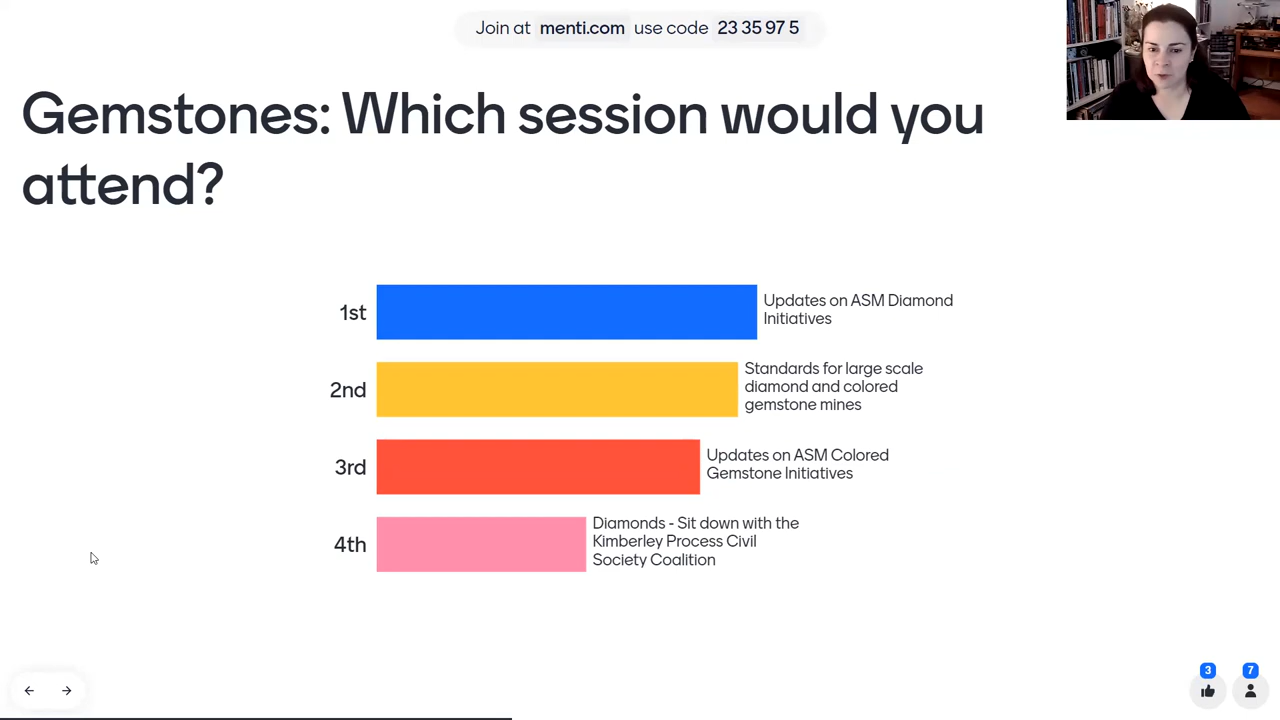 Join at menti.com use code 23 35 97 5
Gemstones: Which session would you
attend?
1st
Updates on ASM Diamond
Initiatives
2nd
Standards for large scale
diamond and colored
gemstone mines
3rd
Updates on ASM Colored
Gemstone Initiatives
4th
Diamonds - Sit down with the
Kimberley Process Civil
Society Coalition
3
7